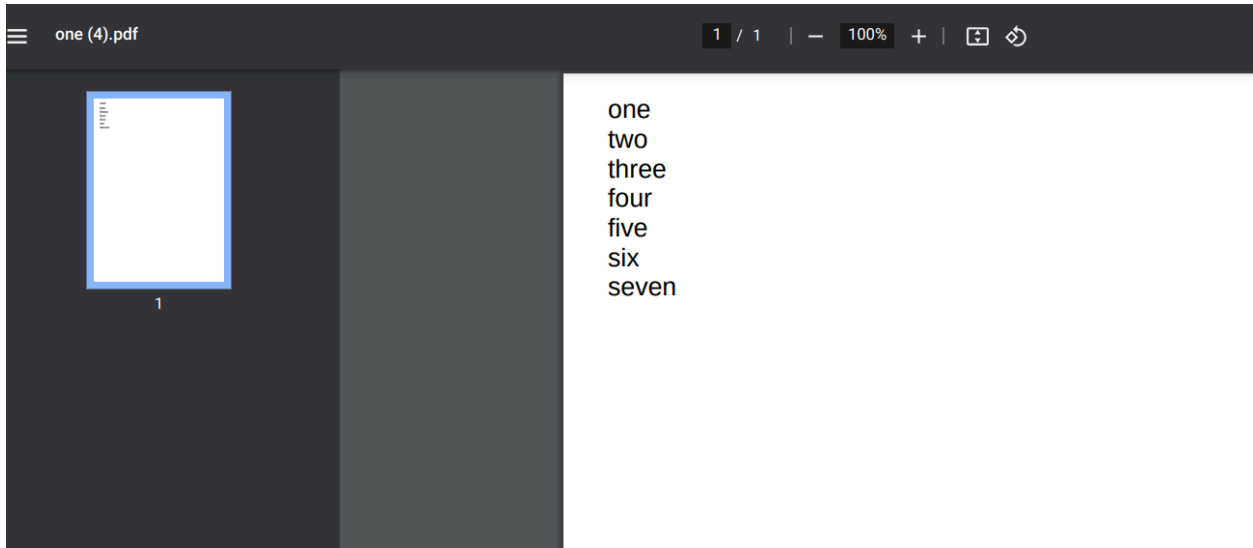 one (4).pdf
1 / 1 | − 100% + |
1
one
two
three
four
five
six
seven